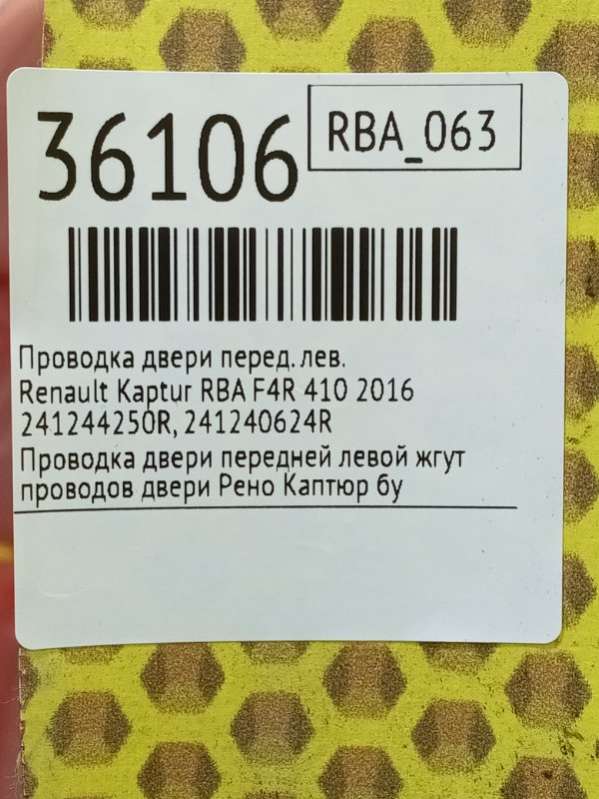 36106
RBA_063
Проводка двери перед. лев.
Renault Kaptur RBA F4R 410 2016
241244250R, 241240624R
Проводка двери передней левой жгут
проводов двери Рено Каптюр бу